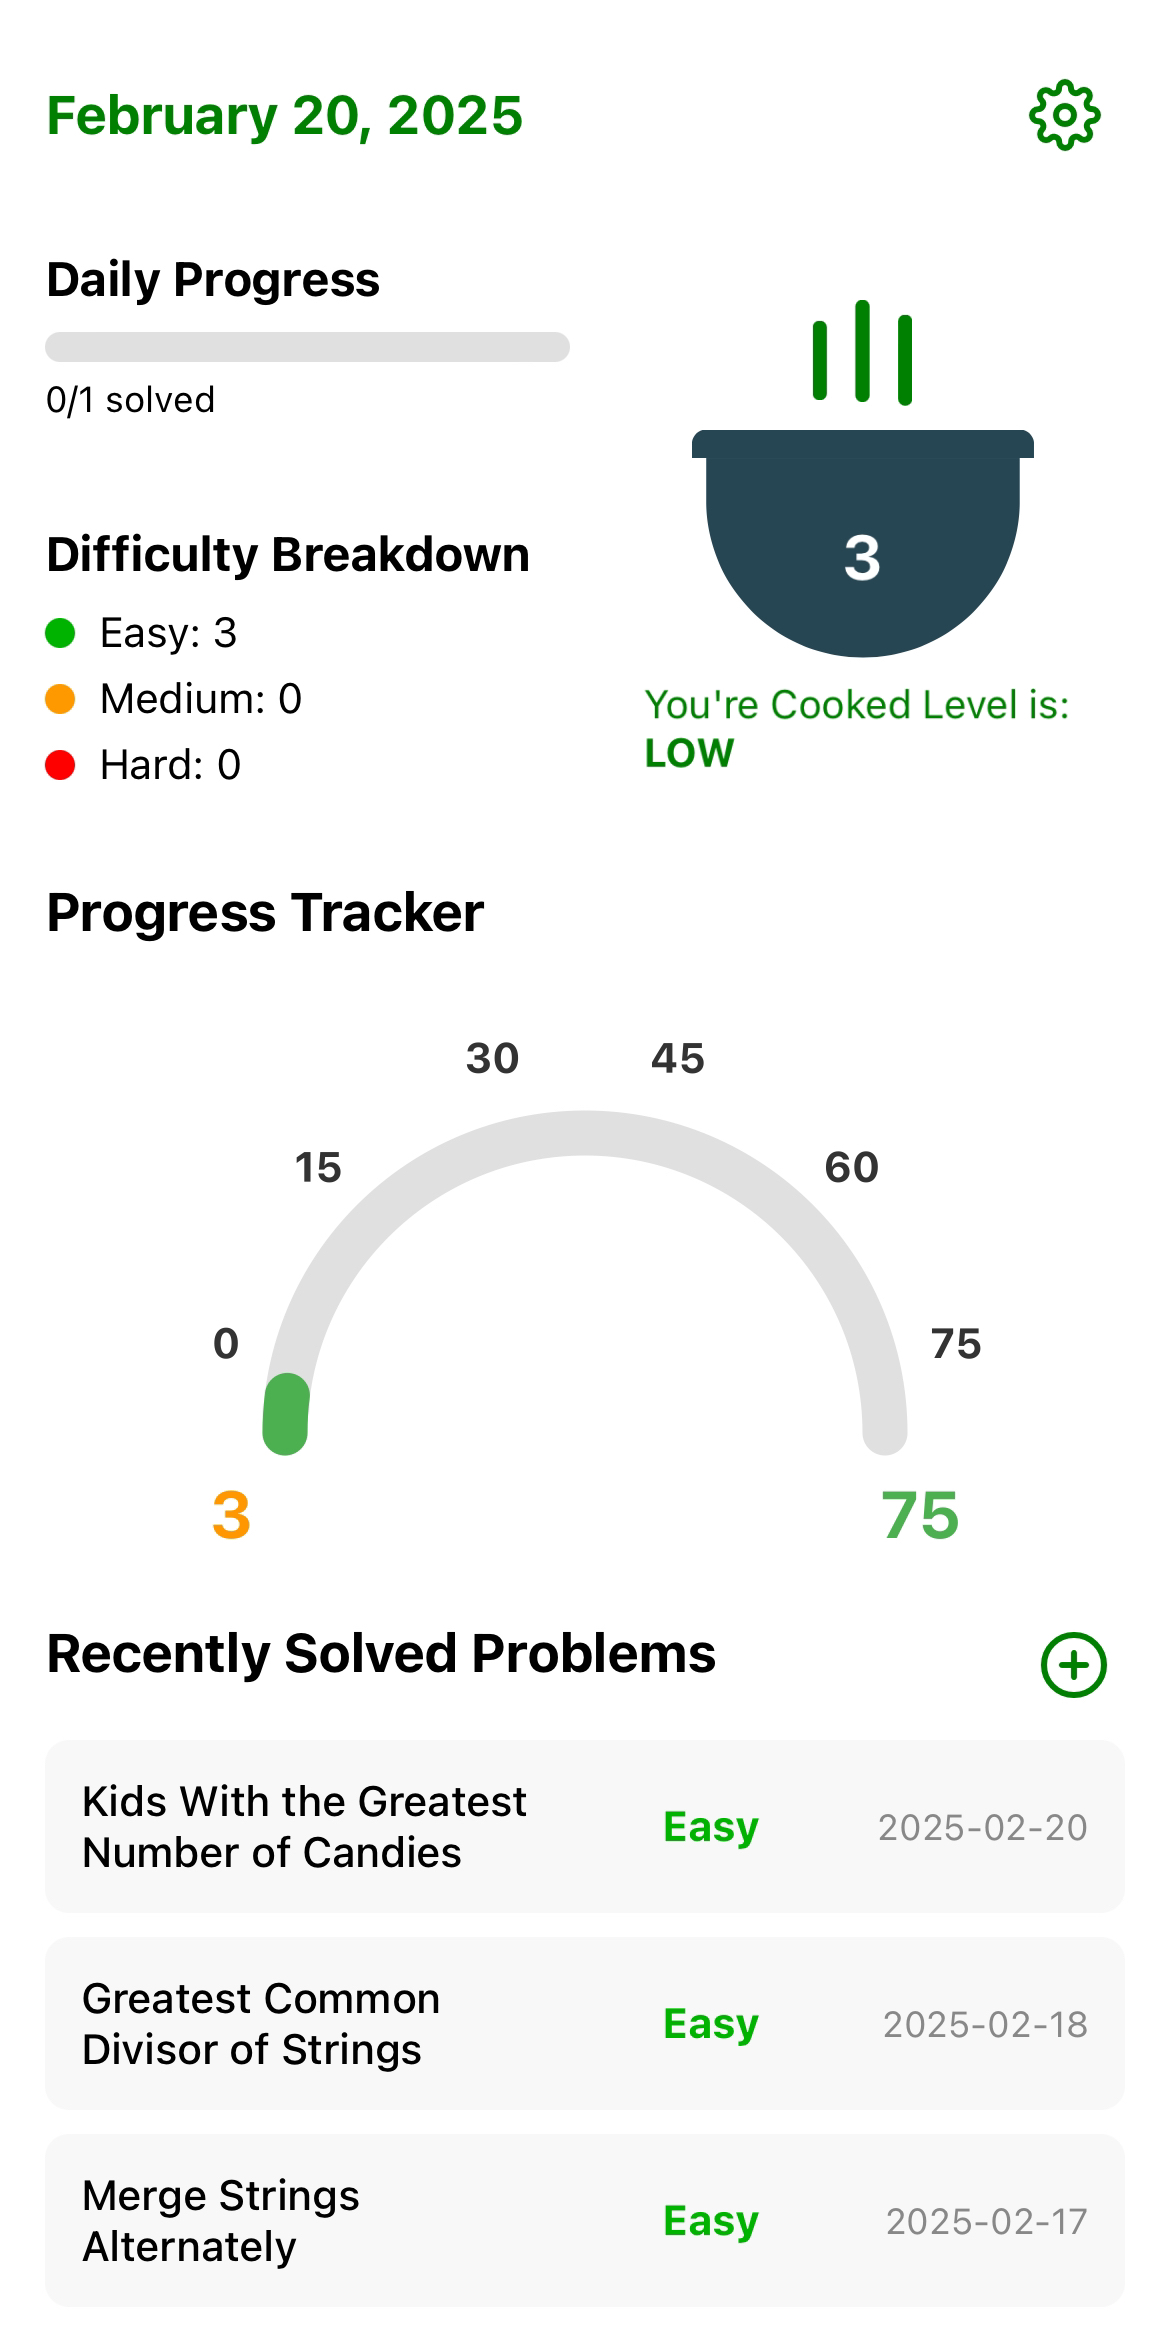 February 20, 2025
Daily Progress
0/1 solved
Difficulty Breakdown
Easy: 3
Medium: 0
Hard: 0
3
You're Cooked Level is:
LOW
Progress Tracker
0
15
30
45
60
75
3
75
Recently Solved Problems
Kids With the Greatest
Number of Candies
Easy
2025-02-20
Greatest Common
Divisor of Strings
Easy
2025-02-18
Merge Strings
Alternately
Easy
2025-02-17